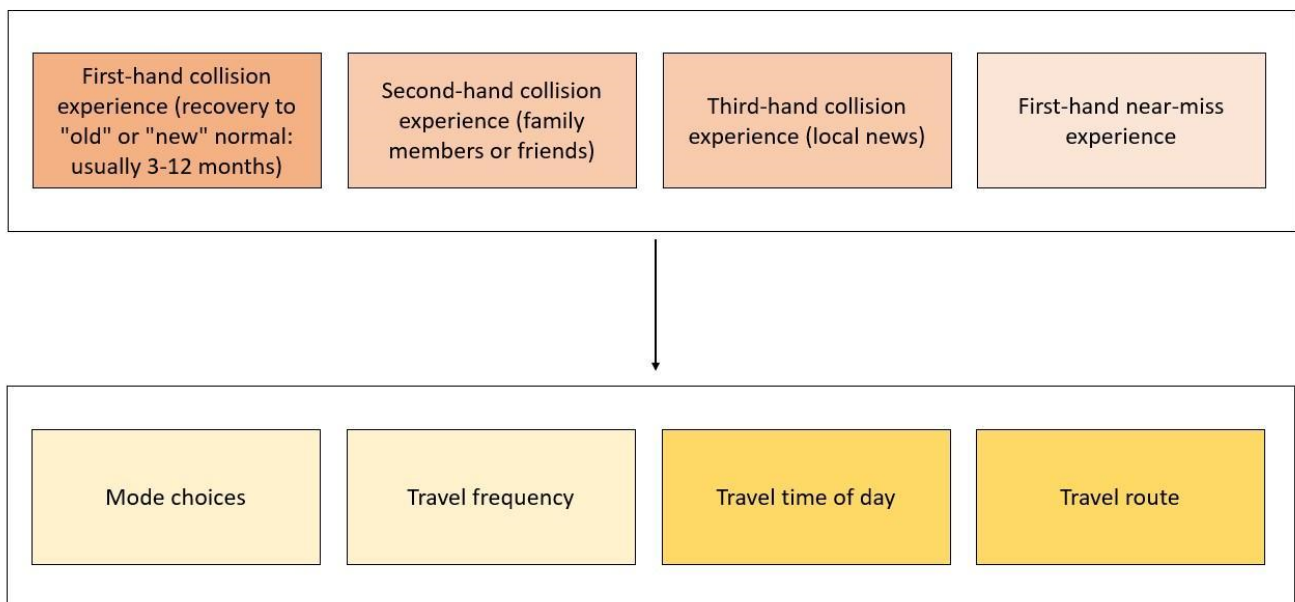 First-hand collision
experience (recovery to
"old" or "new" normal:
usually 3-12 months)
Second-hand collision
experience (family
members or friends)
Third-hand collision
experience (local news)
First-hand near-miss
experience
Mode choices
Travel frequency
Travel time of day
Travel route